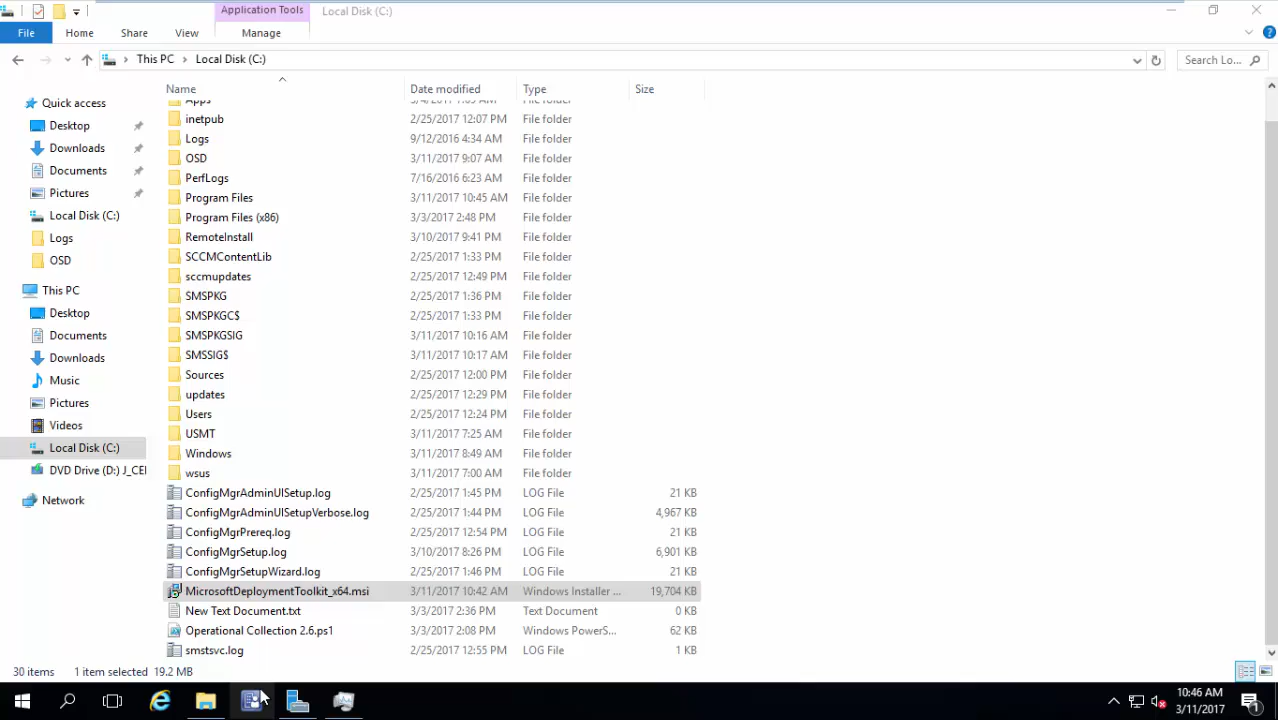 Application Tools
Local Disk (C:)
File
Home
Share
View
Manage
This PC
Local Disk (C:)
Search Lo...
Name
Date modified
Type
Size
Quick access
Desktop
Downloads
Documents
Pictures
Local Disk (C:)
Logs
OSD
This PC
Desktop
Documents
Downloads
Music
Pictures
Videos
Local Disk (C:)
DVD Drive (D:) J_CEI
Network
Apps File folder
inetpub 2/25/2017 12:07 PM File folder
Logs 9/12/2016 4:34 AM File folder
OSD 3/11/2017 9:07 AM File folder
PerfLogs 7/16/2016 6:23 AM File folder
Program Files 3/11/2017 10:45 AM File folder
Program Files (x86) 3/3/2017 2:48 PM File folder
RemoteInstall 3/10/2017 9:41 PM File folder
SCCMContentLib 2/25/2017 1:33 PM File folder
sccmupdates 2/25/2017 12:49 PM File folder
SMSPKG 2/25/2017 1:36 PM File folder
SMSPKGC$ 2/25/2017 1:33 PM File folder
SMSPKGSIG 3/11/2017 10:16 AM File folder
SMSSIG$ 3/11/2017 10:17 AM File folder
Sources 2/25/2017 12:00 PM File folder
updates 2/25/2017 12:29 PM File folder
Users 2/25/2017 12:24 PM File folder
USMT 3/11/2017 7:25 AM File folder
Windows 3/11/2017 8:49 AM File folder
wsus 3/11/2017 7:00 AM File folder
ConfigMgrAdminUISetup.log 2/25/2017 1:45 PM LOG File 21 KB
ConfigMgrAdminUISetupVerbose.log 2/25/2017 1:44 PM LOG File 4,967 KB
ConfigMgrPrereq.log 2/25/2017 12:54 PM LOG File 21 KB
ConfigMgrSetup.log 3/10/2017 8:26 PM LOG File 6,901 KB
ConfigMgrSetupWizard.log 2/25/2017 1:46 PM LOG File 21 KB
MicrosoftDeploymentToolkit_x64.msi 3/11/2017 10:42 AM Windows Installer ... 19,704 KB
New Text Document.txt 3/3/2017 2:36 PM Text Document 0 KB
Operational Collection 2.6.ps1 3/3/2017 2:08 PM Windows PowerS... 62 KB
smstsvc.log 2/25/2017 12:55 PM LOG File 1 KB
30 items
1 item selected 19.2 MB
10:46 AM
3/11/2017
1